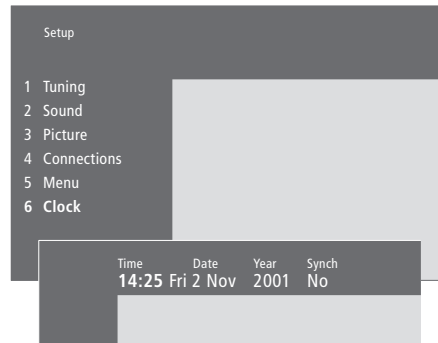 Setup
1 Tuning
2 Sound
3 Picture
4 Connections
5 Menu
6 Clock
Time Date Year Synch
14:25 Fri 2 Nov 2001 No